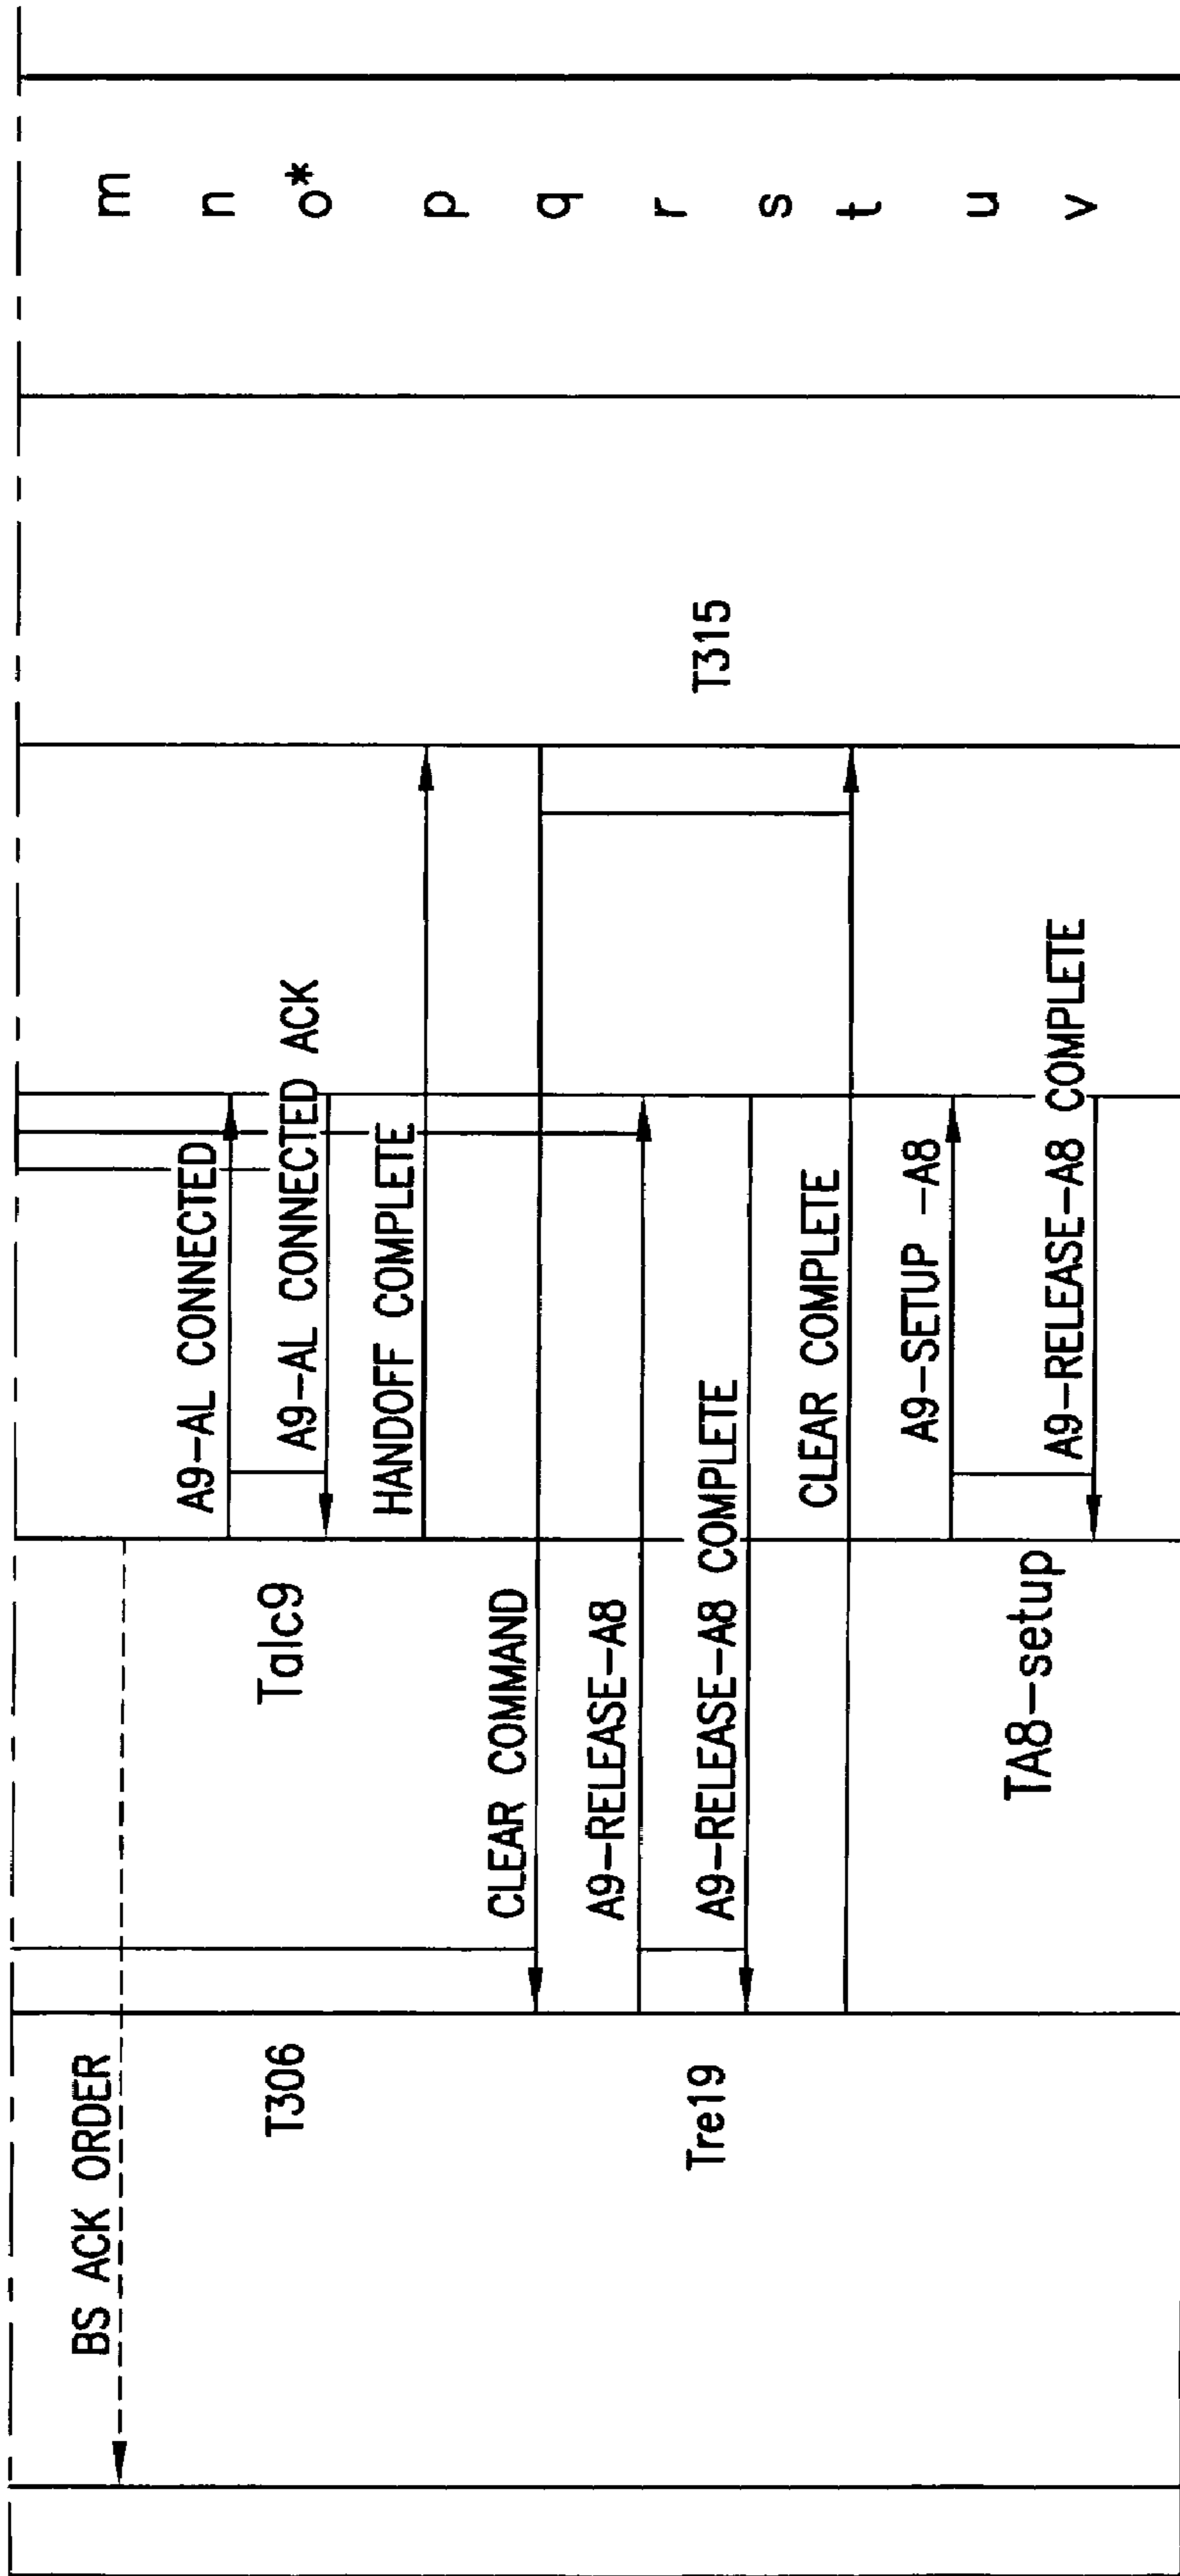 BS ACK ORDER
m
A9-AL CONNECTED
n
T306
Talc9
A9-AL CONNECTED ACK
o*
HANDOFF COMPLETE
p
CLEAR COMMAND
q
A9-RELEASE-A8
r
Tre19
T315
A9-RELEASE-A8 COMPLETE
s
CLEAR COMPLETE
t
A9-SETUP -A8
u
TA8-setup
A9-RELEASE-A8 COMPLETE
v